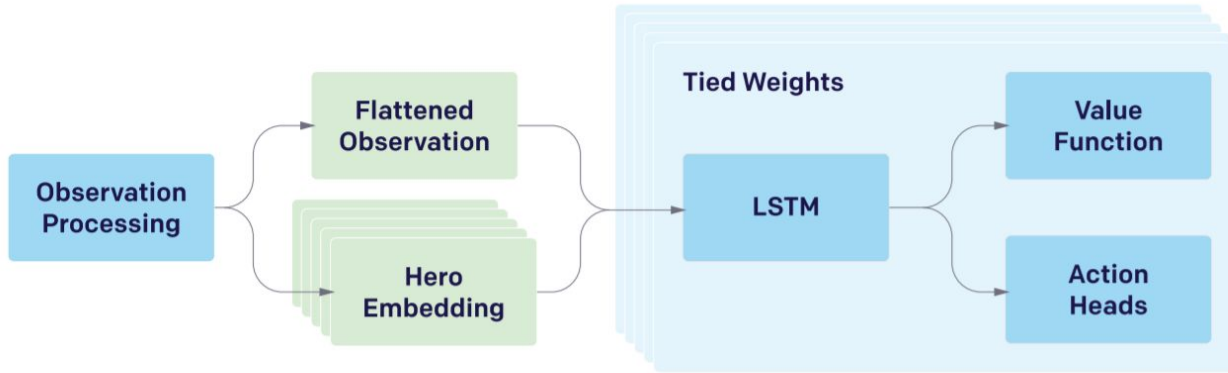 Observation
Processing
Flattened
Observation
Hero
Embedding
Tied Weights
LSTM
Value
Function
Action
Heads